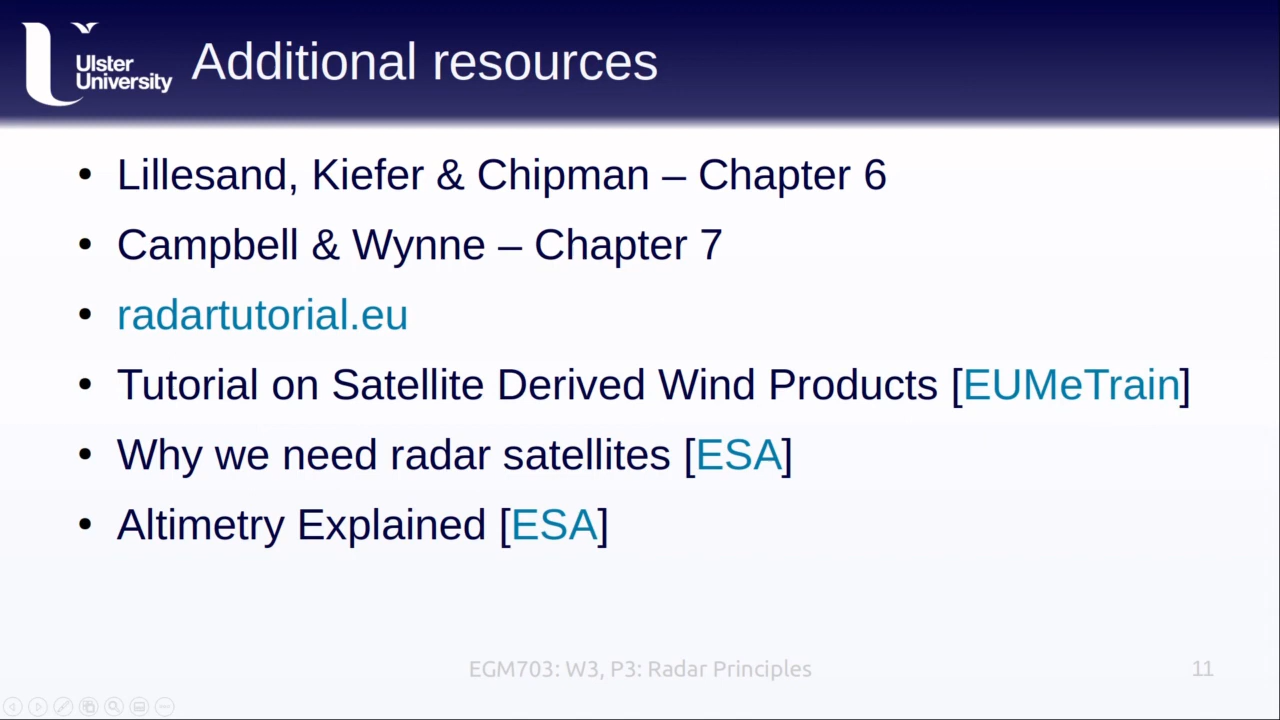 Ulster
University
Additional resources
• Lillesand, Kiefer & Chipman – Chapter 6
• Campbell & Wynne – Chapter 7
• radartutorial.eu
• Tutorial on Satellite Derived Wind Products [EUMeTrain]
• Why we need radar satellites [ESA]
• Altimetry Explained [ESA]
EGM703: W3, P3: Radar Principles
11